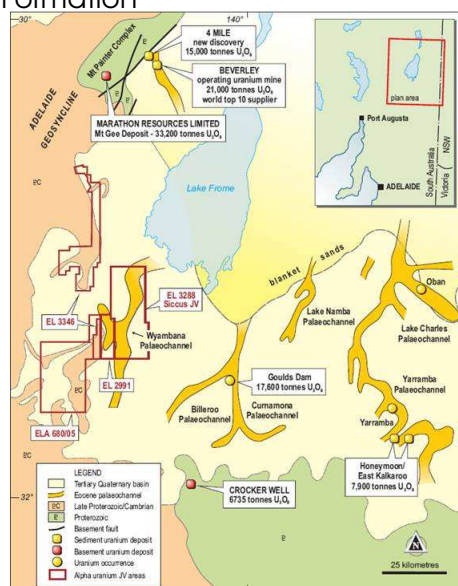 Formation
30°
140°
4 MILE
new discovery
15,000 tonnes U3O8
BEVERLEY
operating uranium mine
21,000 tonnes U3O8
world top 10 supplier
Mt Painter Complex
MARATHON RESOURCES LIMITED
Mt Gee Deposit - 33,200 tonnes U3O8
ADELAIDE
GEOSYNCLINE
plan area
Port Augusta
ADELAIDE
South Australia
Victoria
NSW
Lake Frome
blanket sands
EL 3288
Siccus JV
EL 3346
Wyambana
Palaeochannel
EL 2991
ELA 680/05
Lake Namba
Palaeochannel
Oban
Lake Charles
Palaeochannel
Goulds Dam
17,600 tonnes U3O8
Billeroo
Palaeochannel
Curnamona
Palaeochannel
Yarramba
Palaeochannel
Yarramba
Honeymoon/
East Kalkaroo
7,900 tonnes U3O8
CROCKER WELL
6735 tonnes U3O8
32°
LEGEND
Tertiary Quaternary basin
Eocene palaeochannel
Late Proterozoic/Cambrian
Proterozoic
Basement fault
Sediment uranium deposit
Basement uranium deposit
Uranium occurrence
Alpha uranium JV areas
N
25 kilometres